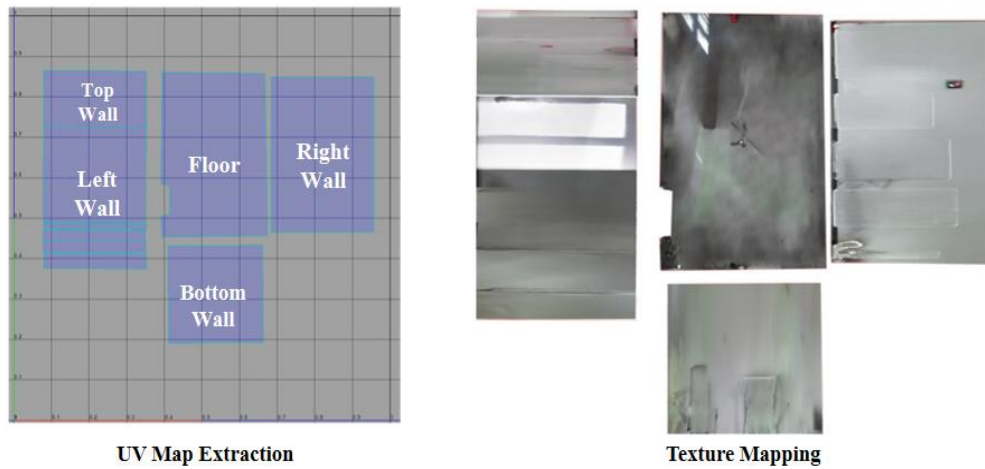 Top
Wall
Left
Wall
Floor
Right
Wall
Bottom
Wall
UV Map Extraction
Texture Mapping